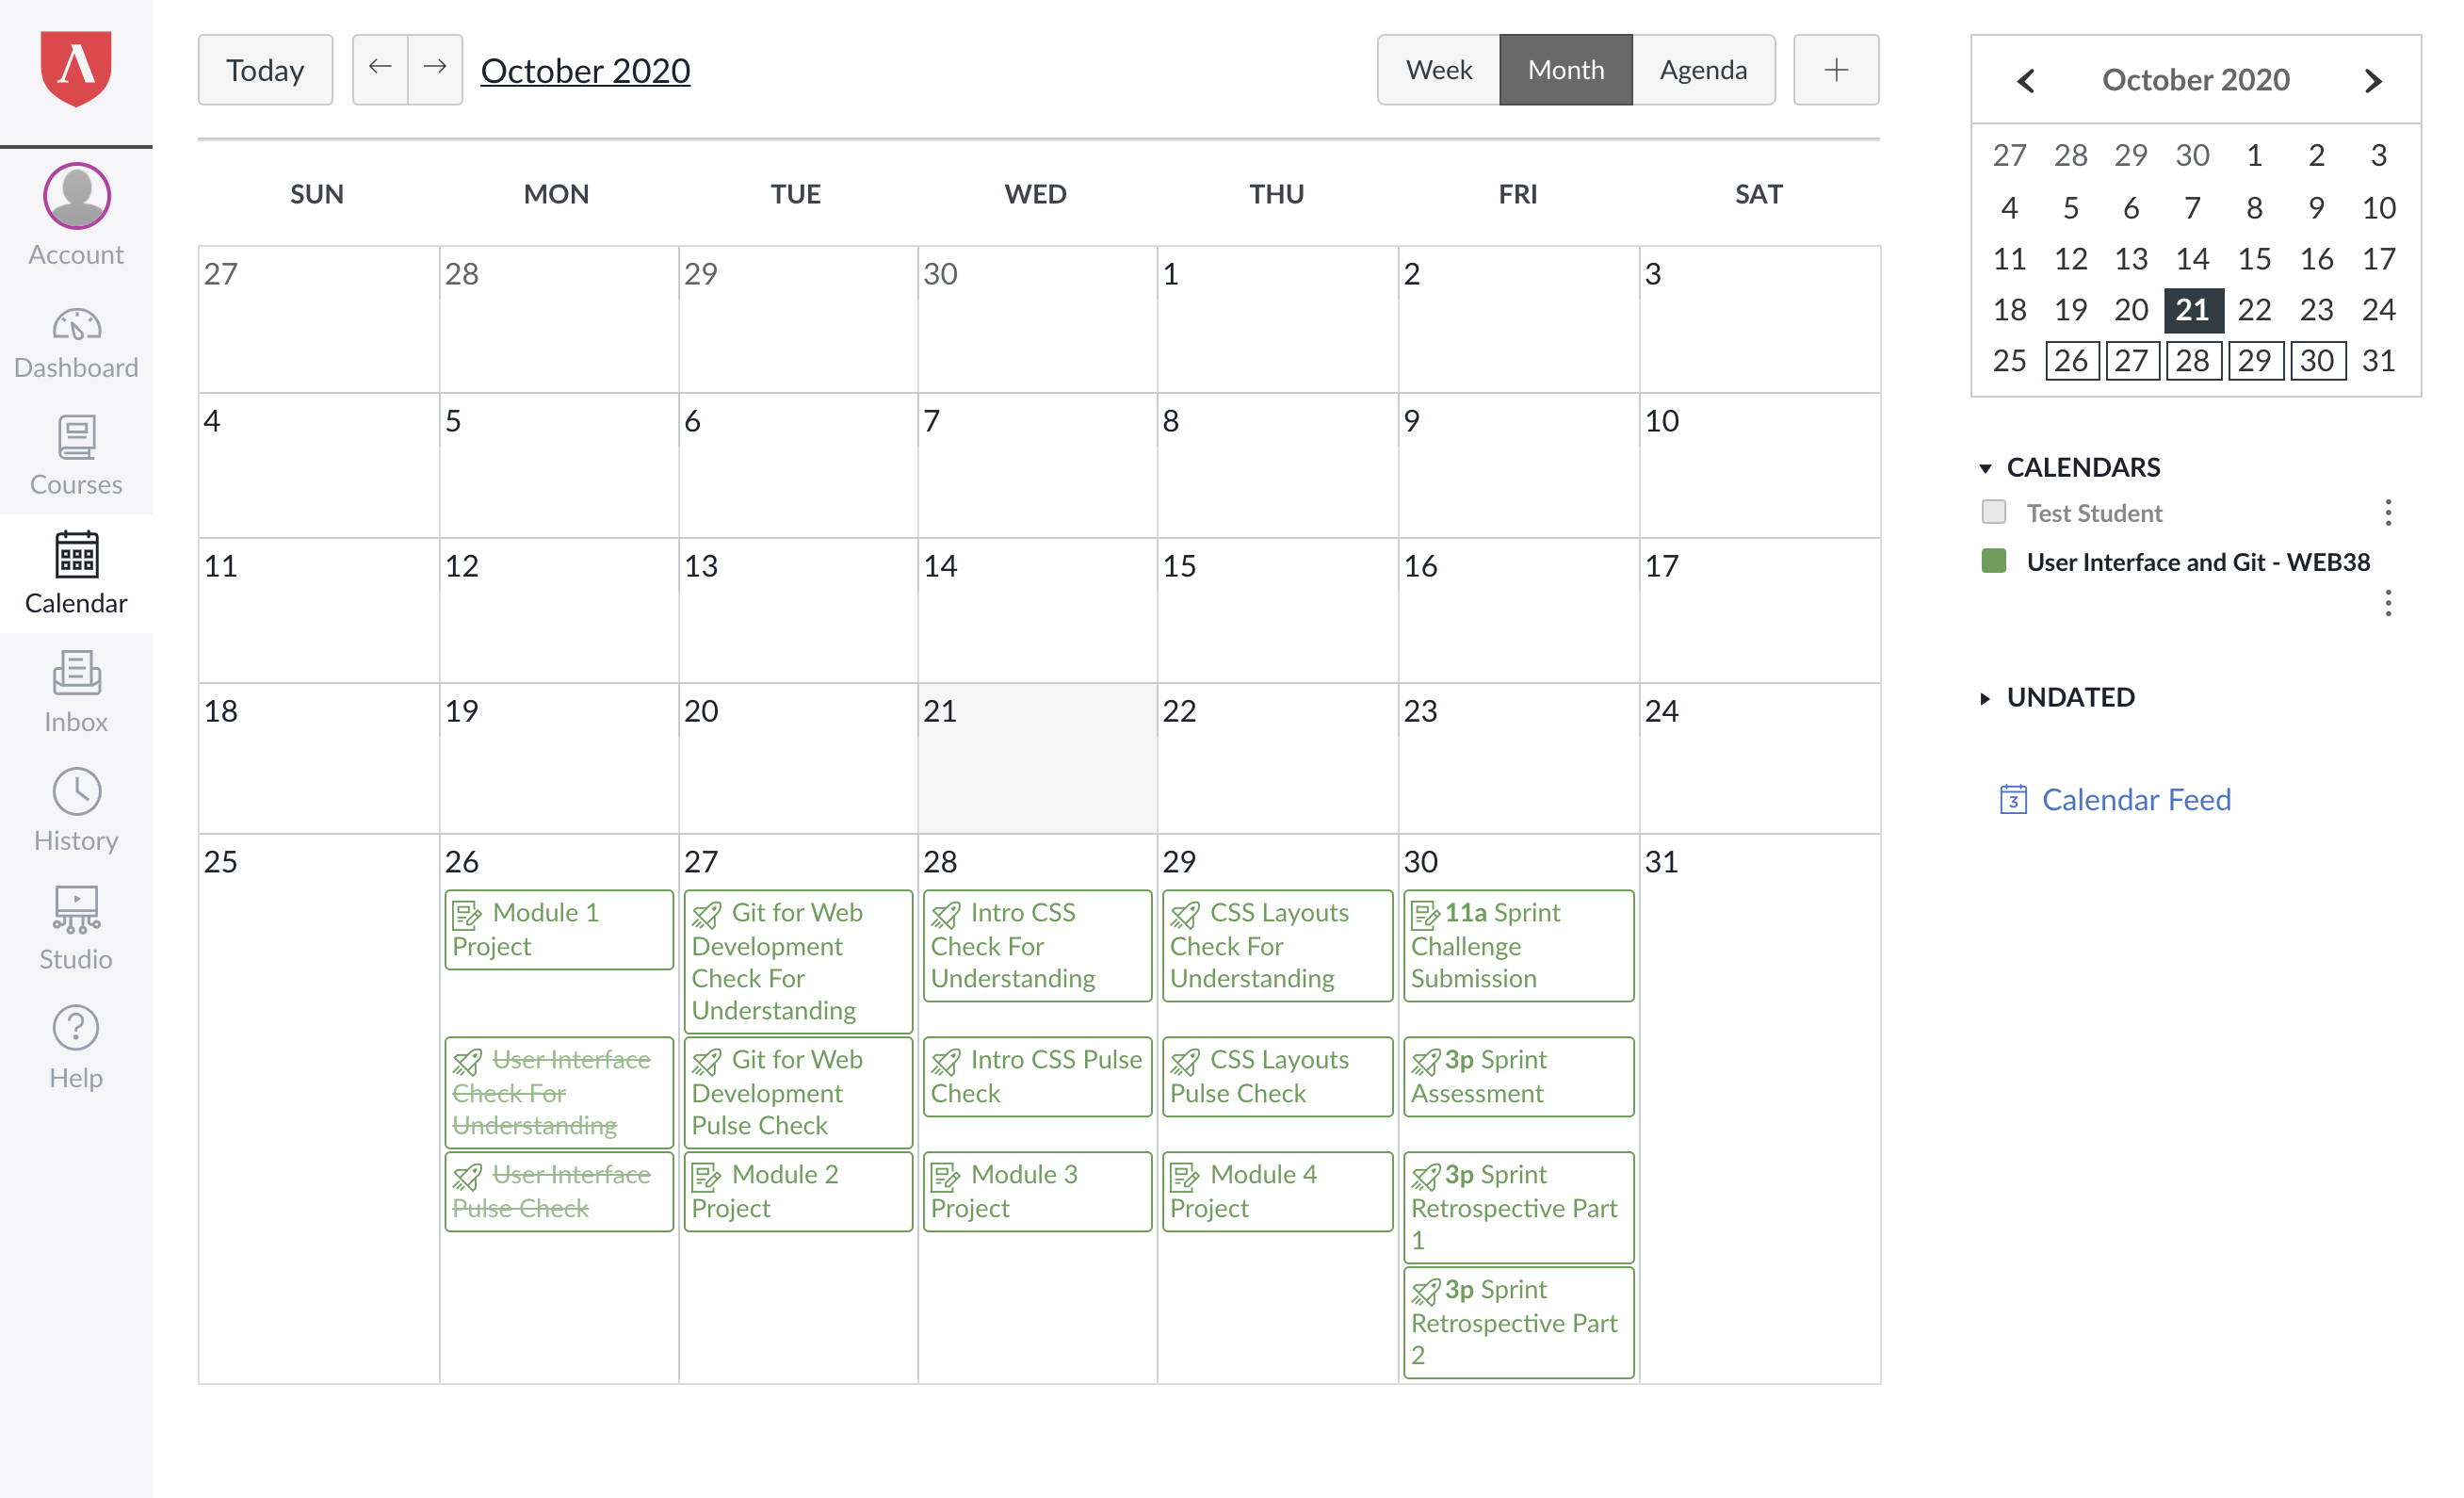 Today
October 2020
Week
Month
Agenda
October 2020
Account
Dashboard
Courses
Calendar
Inbox
History
Studio
Help
SUN MON TUE WED THU FRI SAT
27 28 29 30 1 2 3
4 5 6 7 8 9 10
11 12 13 14 15 16 17
18 19 20 21 22 23 24
25 26 27 28 29 30 31
Module 1
Project
User Interface
Check For
Understanding
User Interface
Pulse Check
Git for Web
Development
Check For
Understanding
Git for Web
Development
Pulse Check
Module 2
Project
Intro CSS
Check For
Understanding
Intro CSS Pulse
Check
Module 3
Project
CSS Layouts
Check For
Understanding
CSS Layouts
Pulse Check
Module 4
Project
11a Sprint
Challenge
Submission
3p Sprint
Assessment
3p Sprint
Retrospective Part
1
3p Sprint
Retrospective Part
2
27 28 29 30 1 2 3
4 5 6 7 8 9 10
11 12 13 14 15 16 17
18 19 20 21 22 23 24
25 26 27 28 29 30 31
CALENDARS
Test Student
User Interface and Git - WEB38
UNDATED
3 Calendar Feed